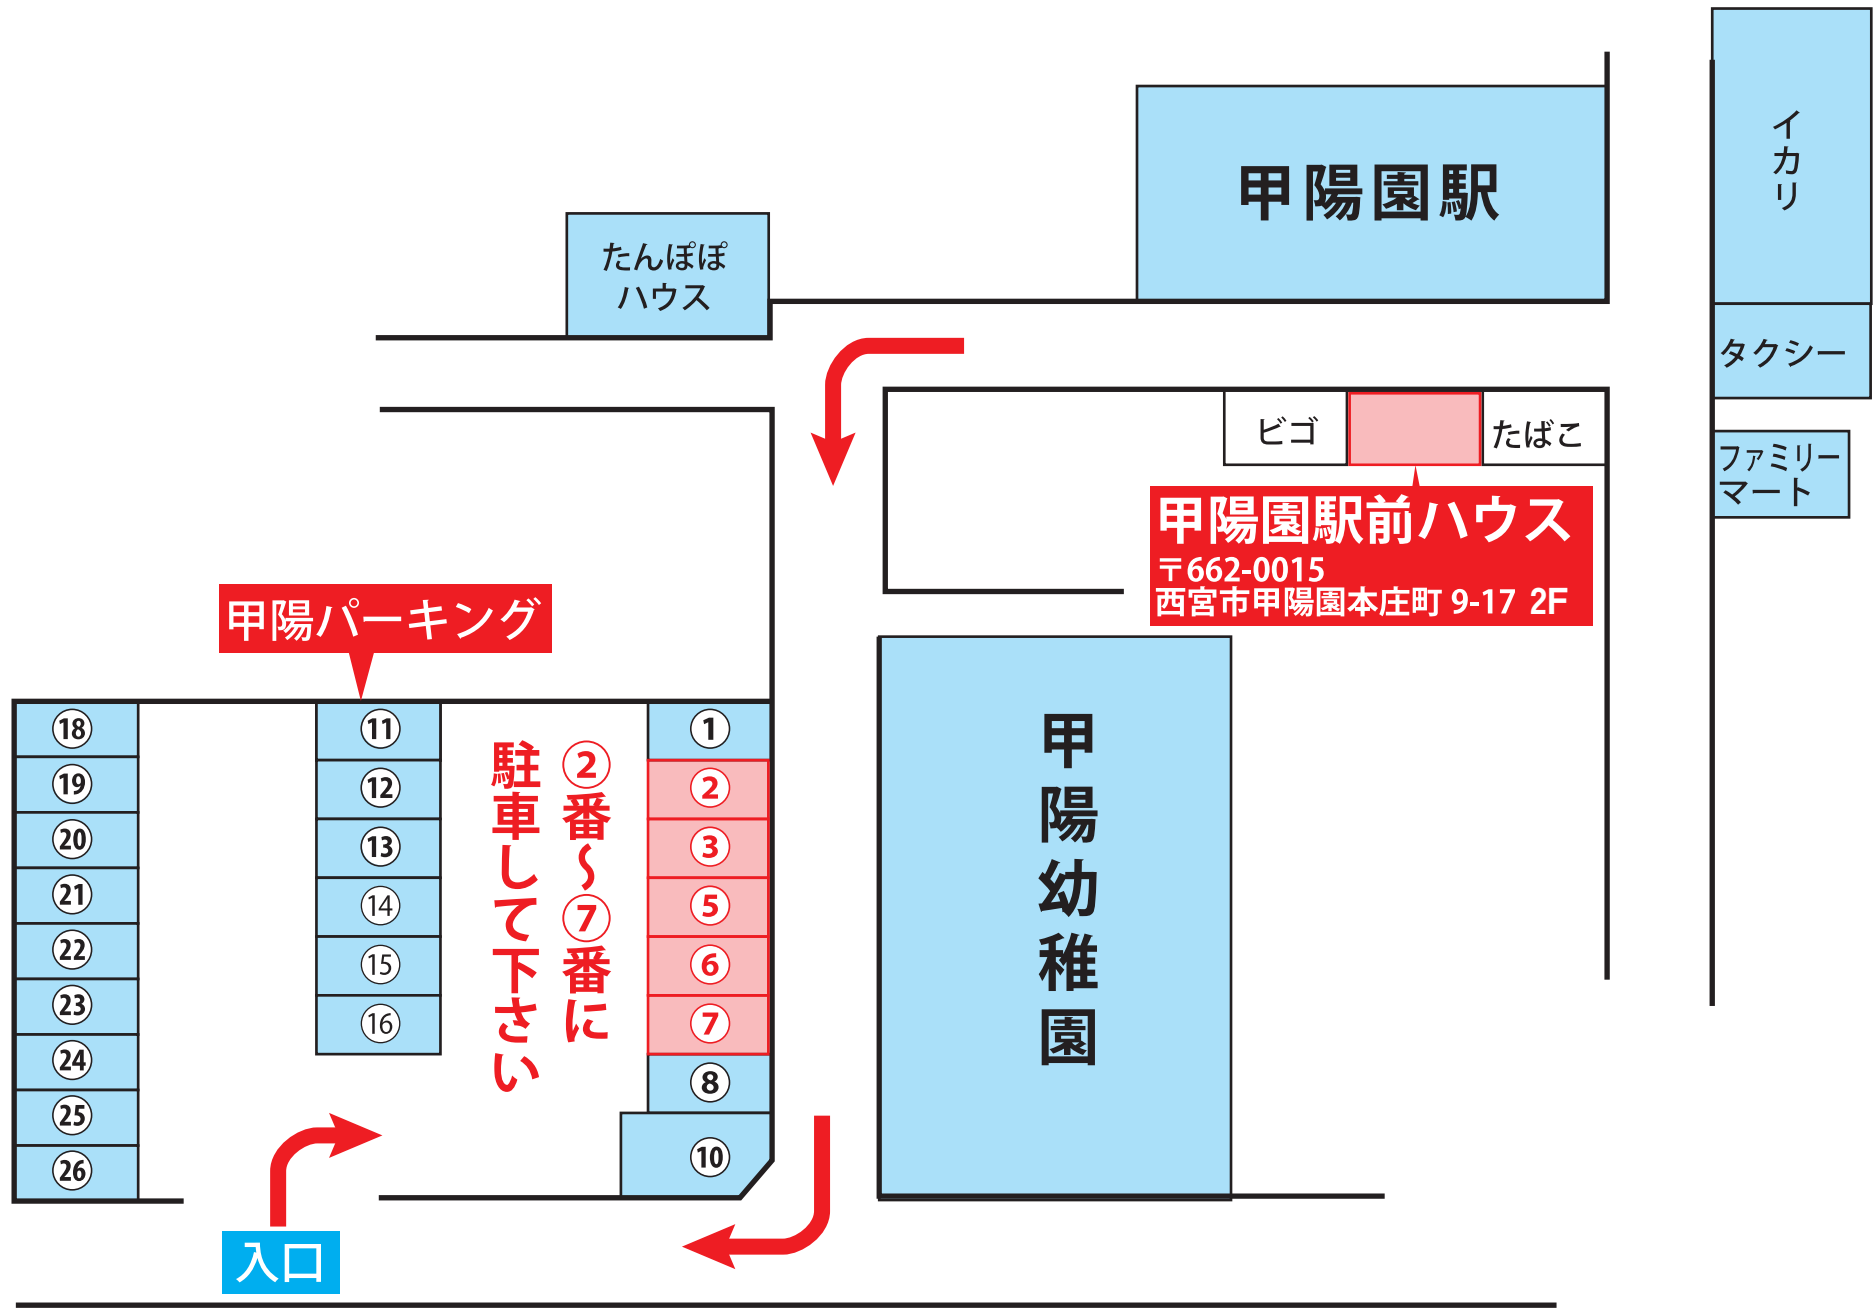 甲陽園駅
イカリ
たんぽぽ
ハウス
タクシー
ビゴ
たばこ
ファミリー
マート
甲陽園駅前ハウス
〒662-0015
西宮市甲陽園本庄町 9-17 2F
甲陽パーキング
⑱
⑲
⑳
㉑
㉒
㉓
㉔
㉕
㉖
⑪
⑫
⑬
⑭
⑮
⑯
②番～⑦番に
駐車して下さい
①
②
③
⑤
⑥
⑦
⑧
⑩
甲陽幼稚園
入口